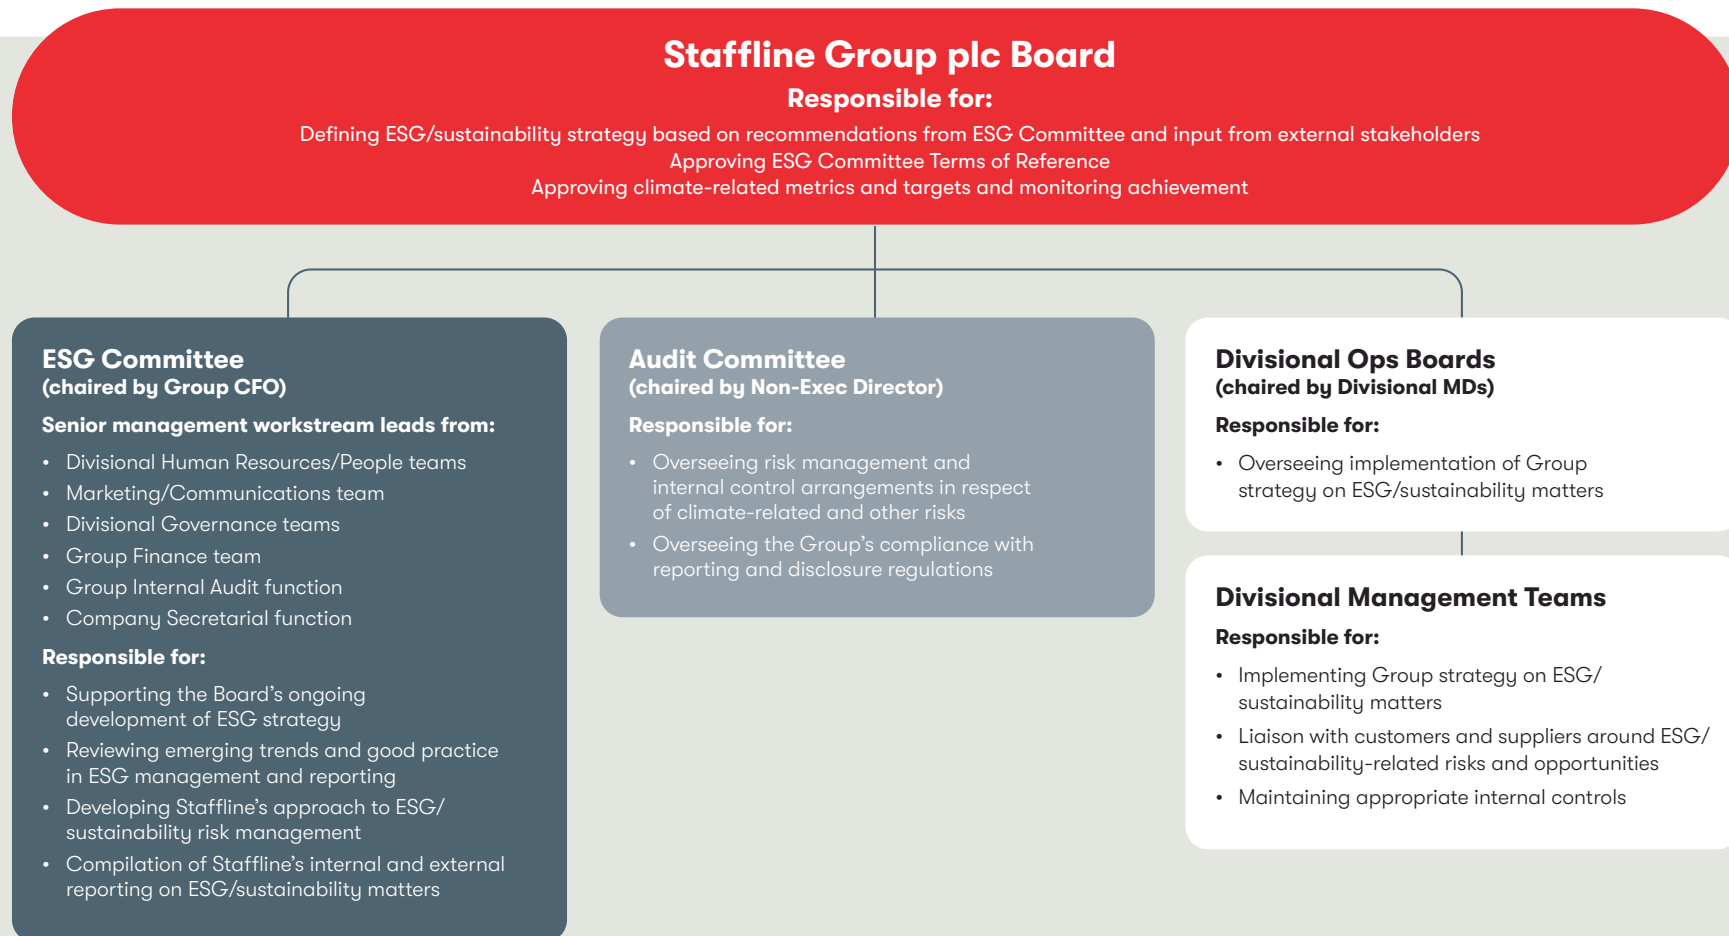 Staffline Group plc Board
Responsible for:
Defining ESG/sustainability strategy based on recommendations from ESG Committee and input from external stakeholders
Approving ESG Committee Terms of Reference
Approving climate-related metrics and targets and monitoring achievement
ESG Committee
(chaired by Group CFO)
Senior management workstream leads from:
• Divisional Human Resources/People teams
• Marketing/Communications team
• Divisional Governance teams
• Group Finance team
• Group Internal Audit function
• Company Secretarial function
Responsible for:
• Supporting the Board’s ongoing
development of ESG strategy
• Reviewing emerging trends and good practice
in ESG management and reporting
• Developing Staffline’s approach to ESG/
sustainability risk management
• Compilation of Staffline’s internal and external
reporting on ESG/sustainability matters
Audit Committee
(chaired by Non-Exec Director)
Responsible for:
• Overseeing risk management and
internal control arrangements in respect
of climate-related and other risks
• Overseeing the Group’s compliance with
reporting and disclosure regulations
Divisional Ops Boards
(chaired by Divisional MDs)
Responsible for:
• Overseeing implementation of Group
strategy on ESG/sustainability matters
Divisional Management Teams
Responsible for:
• Implementing Group strategy on ESG/
sustainability matters
• Liaison with customers and suppliers around ESG/
sustainability-related risks and opportunities
• Maintaining appropriate internal controls